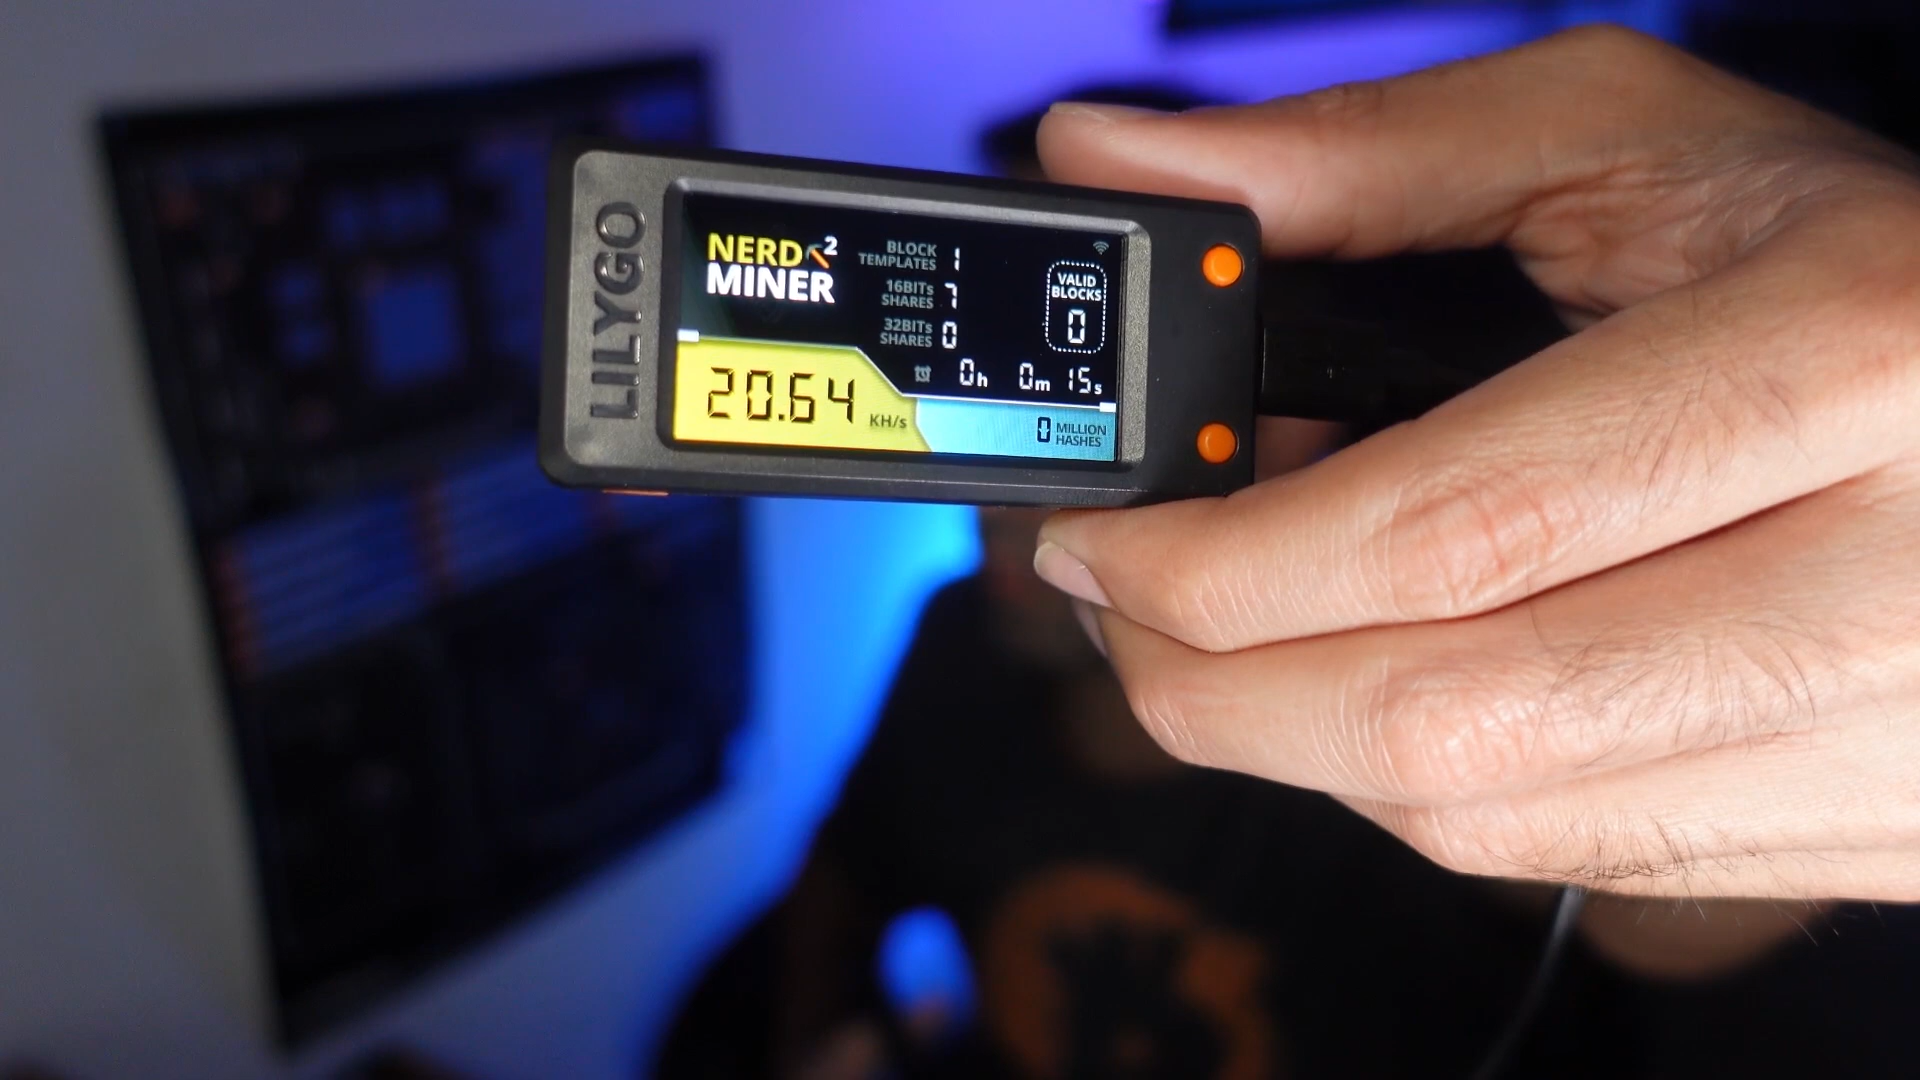 LILYGO
NERD 2
MINER
BLOCK
TEMPLATES 1
16BITs
SHARES 7
32BITs
SHARES 0
VALID
BLOCKS
0
0h 0m 15s
20.64 KH/s
0 MILLION
HASHES